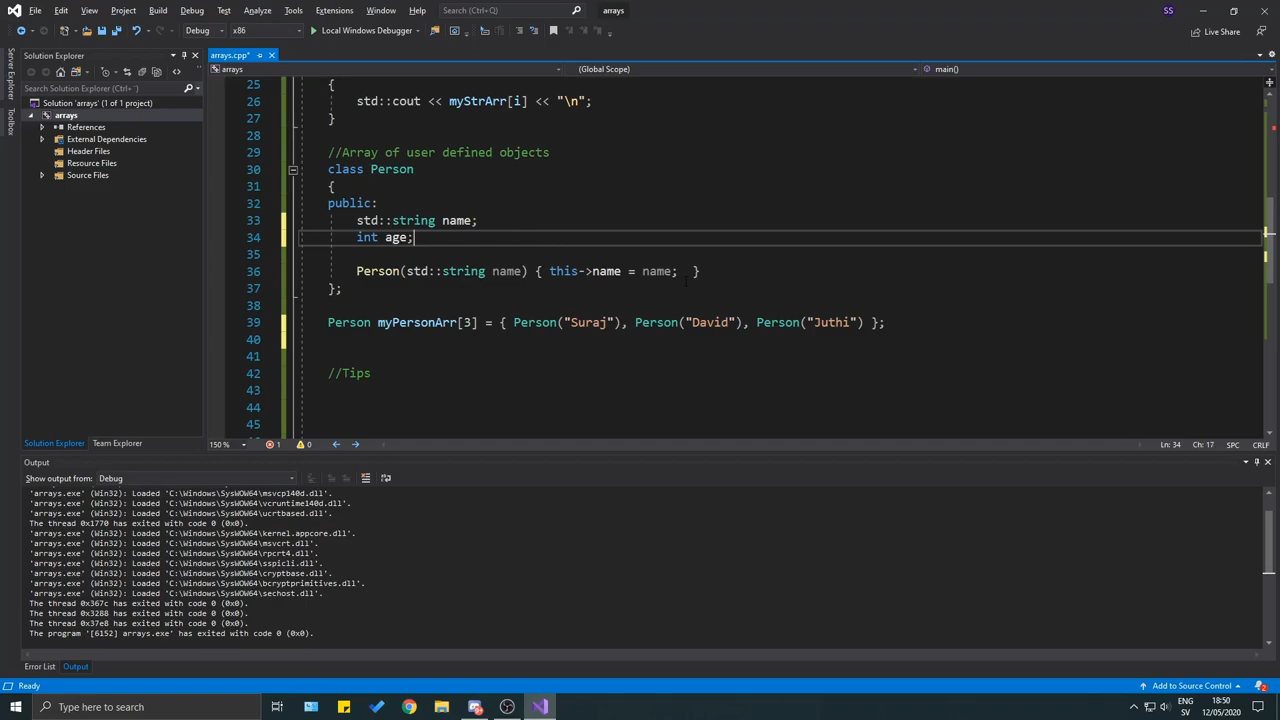 File Edit View Project Build Debug Test Analyze Tools Extensions Window Help Search (Ctrl+Q) arrays SS
Debug x86 Local Windows Debugger Live Share
Server Explorer
Toolbox
Solution Explorer
Search Solution Explorer (Ctrl+¨)
Solution 'arrays' (1 of 1 project)
arrays
References
External Dependencies
Header Files
Resource Files
Source Files
Solution Explorer Team Explorer
arrays.cpp*
arrays (Global Scope) main()
25 {
26 std::cout << myStrArr[i] << "\n";
27 }
28
29 //Array of user defined objects
30 class Person
31 {
32 public:
33 std::string name;
34 int age;
35
36 Person(std::string name) { this->name = name; }
37 };
38
39 Person myPersonArr[3] = { Person("Suraj"), Person("David"), Person("Juthi") };
40
41
42 //Tips
43
44
45
150 % 1 0 Ln: 34 Ch: 17 SPC CRLF
Output
Show output from: Debug
'arrays.exe' (Win32): Loaded 'C:\Windows\SysWOW64\msvcp140d.dll'.
'arrays.exe' (Win32): Loaded 'C:\Windows\SysWOW64\vcruntime140d.dll'.
'arrays.exe' (Win32): Loaded 'C:\Windows\SysWOW64\ucrtbased.dll'.
The thread 0x1770 has exited with code 0 (0x0).
'arrays.exe' (Win32): Loaded 'C:\Windows\SysWOW64\kernel.appcore.dll'.
'arrays.exe' (Win32): Loaded 'C:\Windows\SysWOW64\msvcrt.dll'.
'arrays.exe' (Win32): Loaded 'C:\Windows\SysWOW64\rpcrt4.dll'.
'arrays.exe' (Win32): Loaded 'C:\Windows\SysWOW64\sspicli.dll'.
'arrays.exe' (Win32): Loaded 'C:\Windows\SysWOW64\cryptbase.dll'.
'arrays.exe' (Win32): Loaded 'C:\Windows\SysWOW64\bcryptprimitives.dll'.
'arrays.exe' (Win32): Loaded 'C:\Windows\SysWOW64\sechost.dll'.
The thread 0x367c has exited with code 0 (0x0).
The thread 0x3288 has exited with code 0 (0x0).
The thread 0x37e8 has exited with code 0 (0x0).
The program '[6152] arrays.exe' has exited with code 0 (0x0).
Error List Output
Ready Add to Source Control 2
Type here to search ENG SV 18:50 12/05/2020